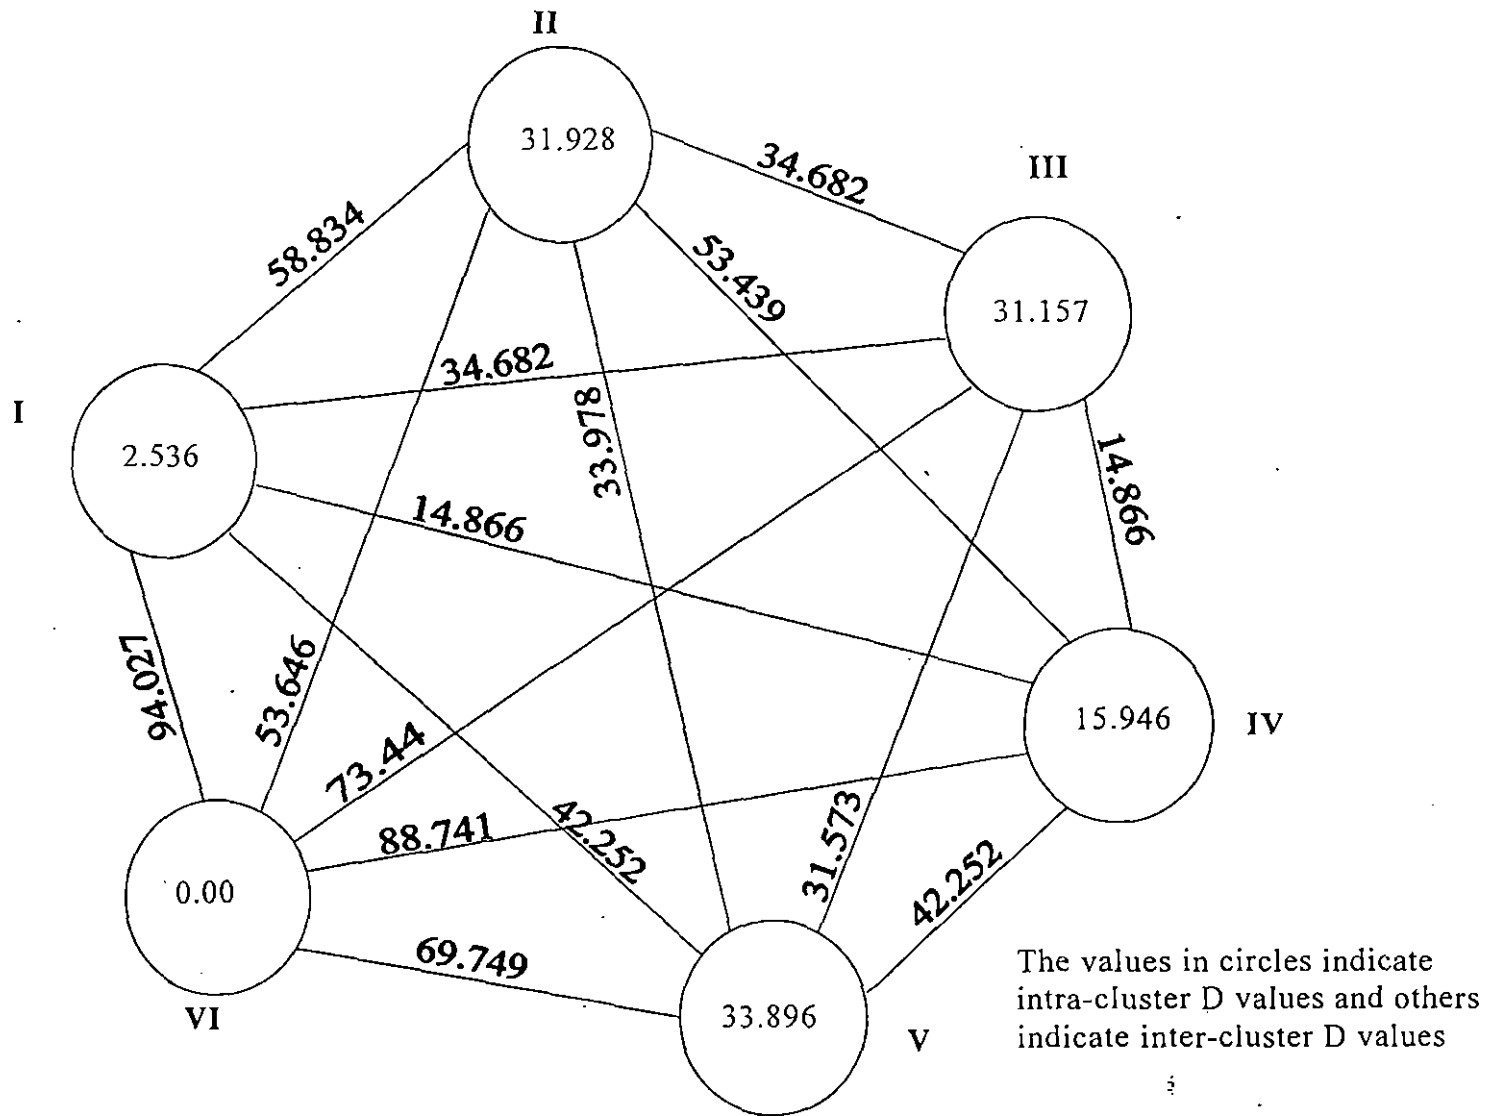 II
31.928
34.682
III
58.834
53.439
31.157
34.682
I
33.978
2.536
14.866
14.866
94.027
53.646
15.946
IV
73.44
88.741
42.252
31.573
42.252
0.00
69.749
The values in circles indicate
VI
33.896
V
intra-cluster D values and others
indicate inter-cluster D values